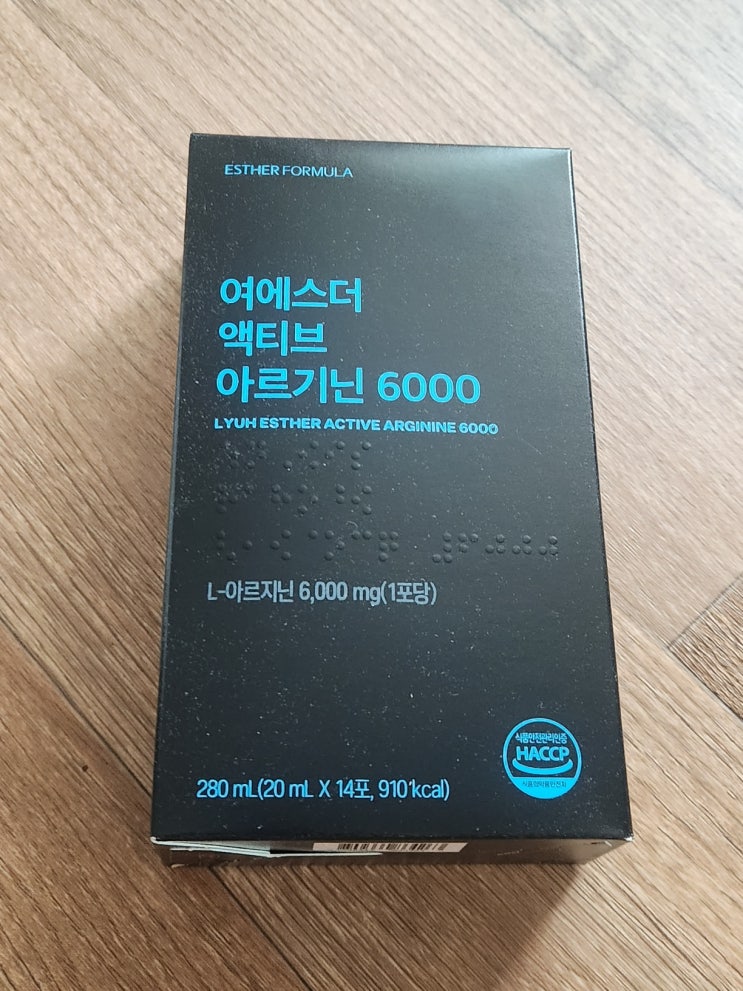 ESTHER FORMULA
여에스더
액티브
아르기닌 6000
LYUH ESTHER ACTIVE ARGININE 6000
L-아르지닌 6,000 mg(1포당)
식품안전관리인증
HACCP
식품의약품안전처
280 mL(20 mL X 14포, 910 kcal)